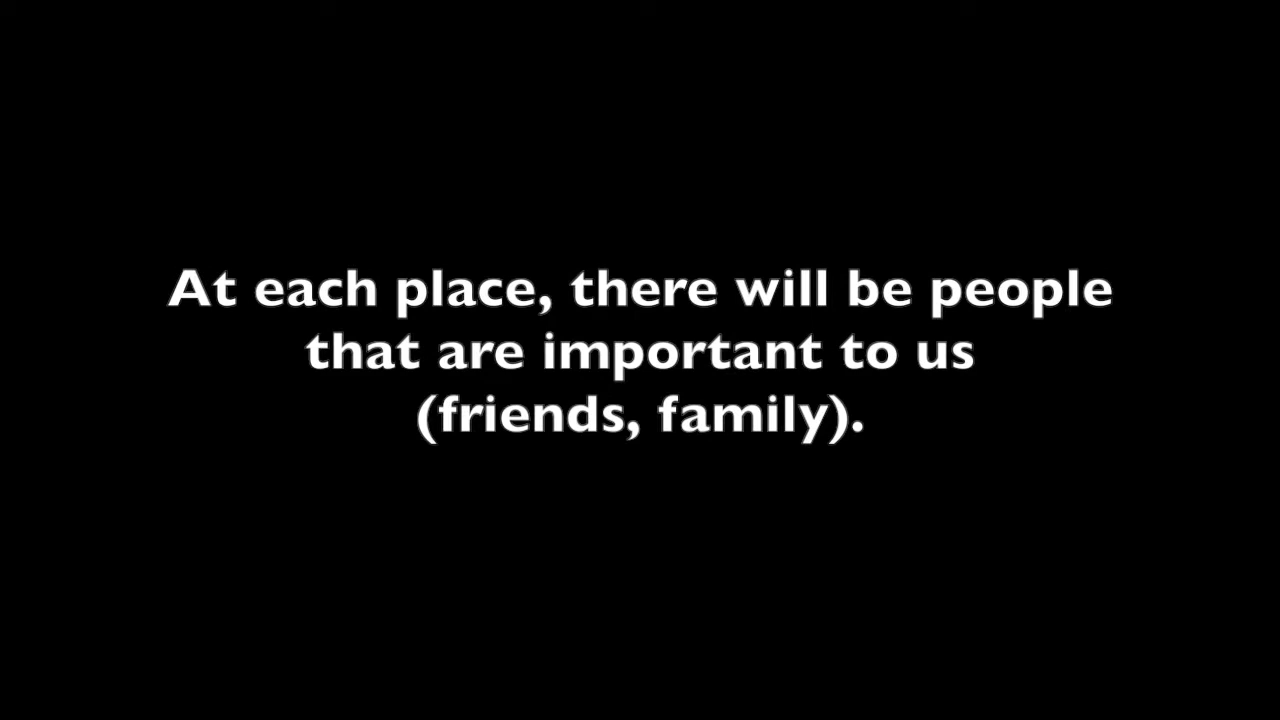 At each place, there will be people
that are important to us
(friends, family).